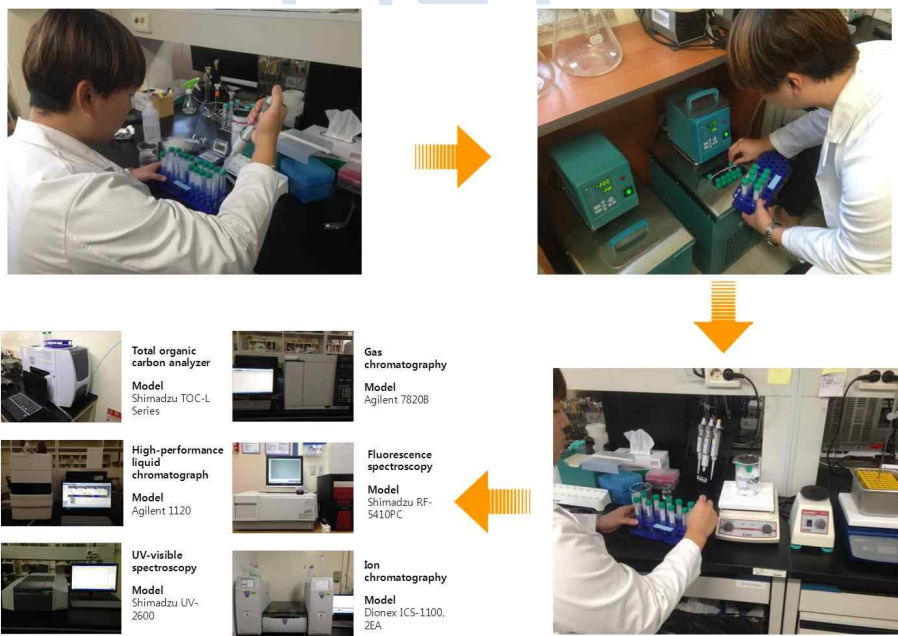 Total organic
carbon analyzer
Model
Shimadzu TOC-L
Series
Gas
chromatography
Model
Agilent 7820B
High-performance
liquid
chromatograph
Model
Agilent 1120
Fluorescence
spectroscopy
Model
Shimadzu RF-
5410PC
UV-visible
spectroscopy
Model
Shimadzu UV-
2600
Ion
chromatography
Model
Dionex ICS-1100,
2EA